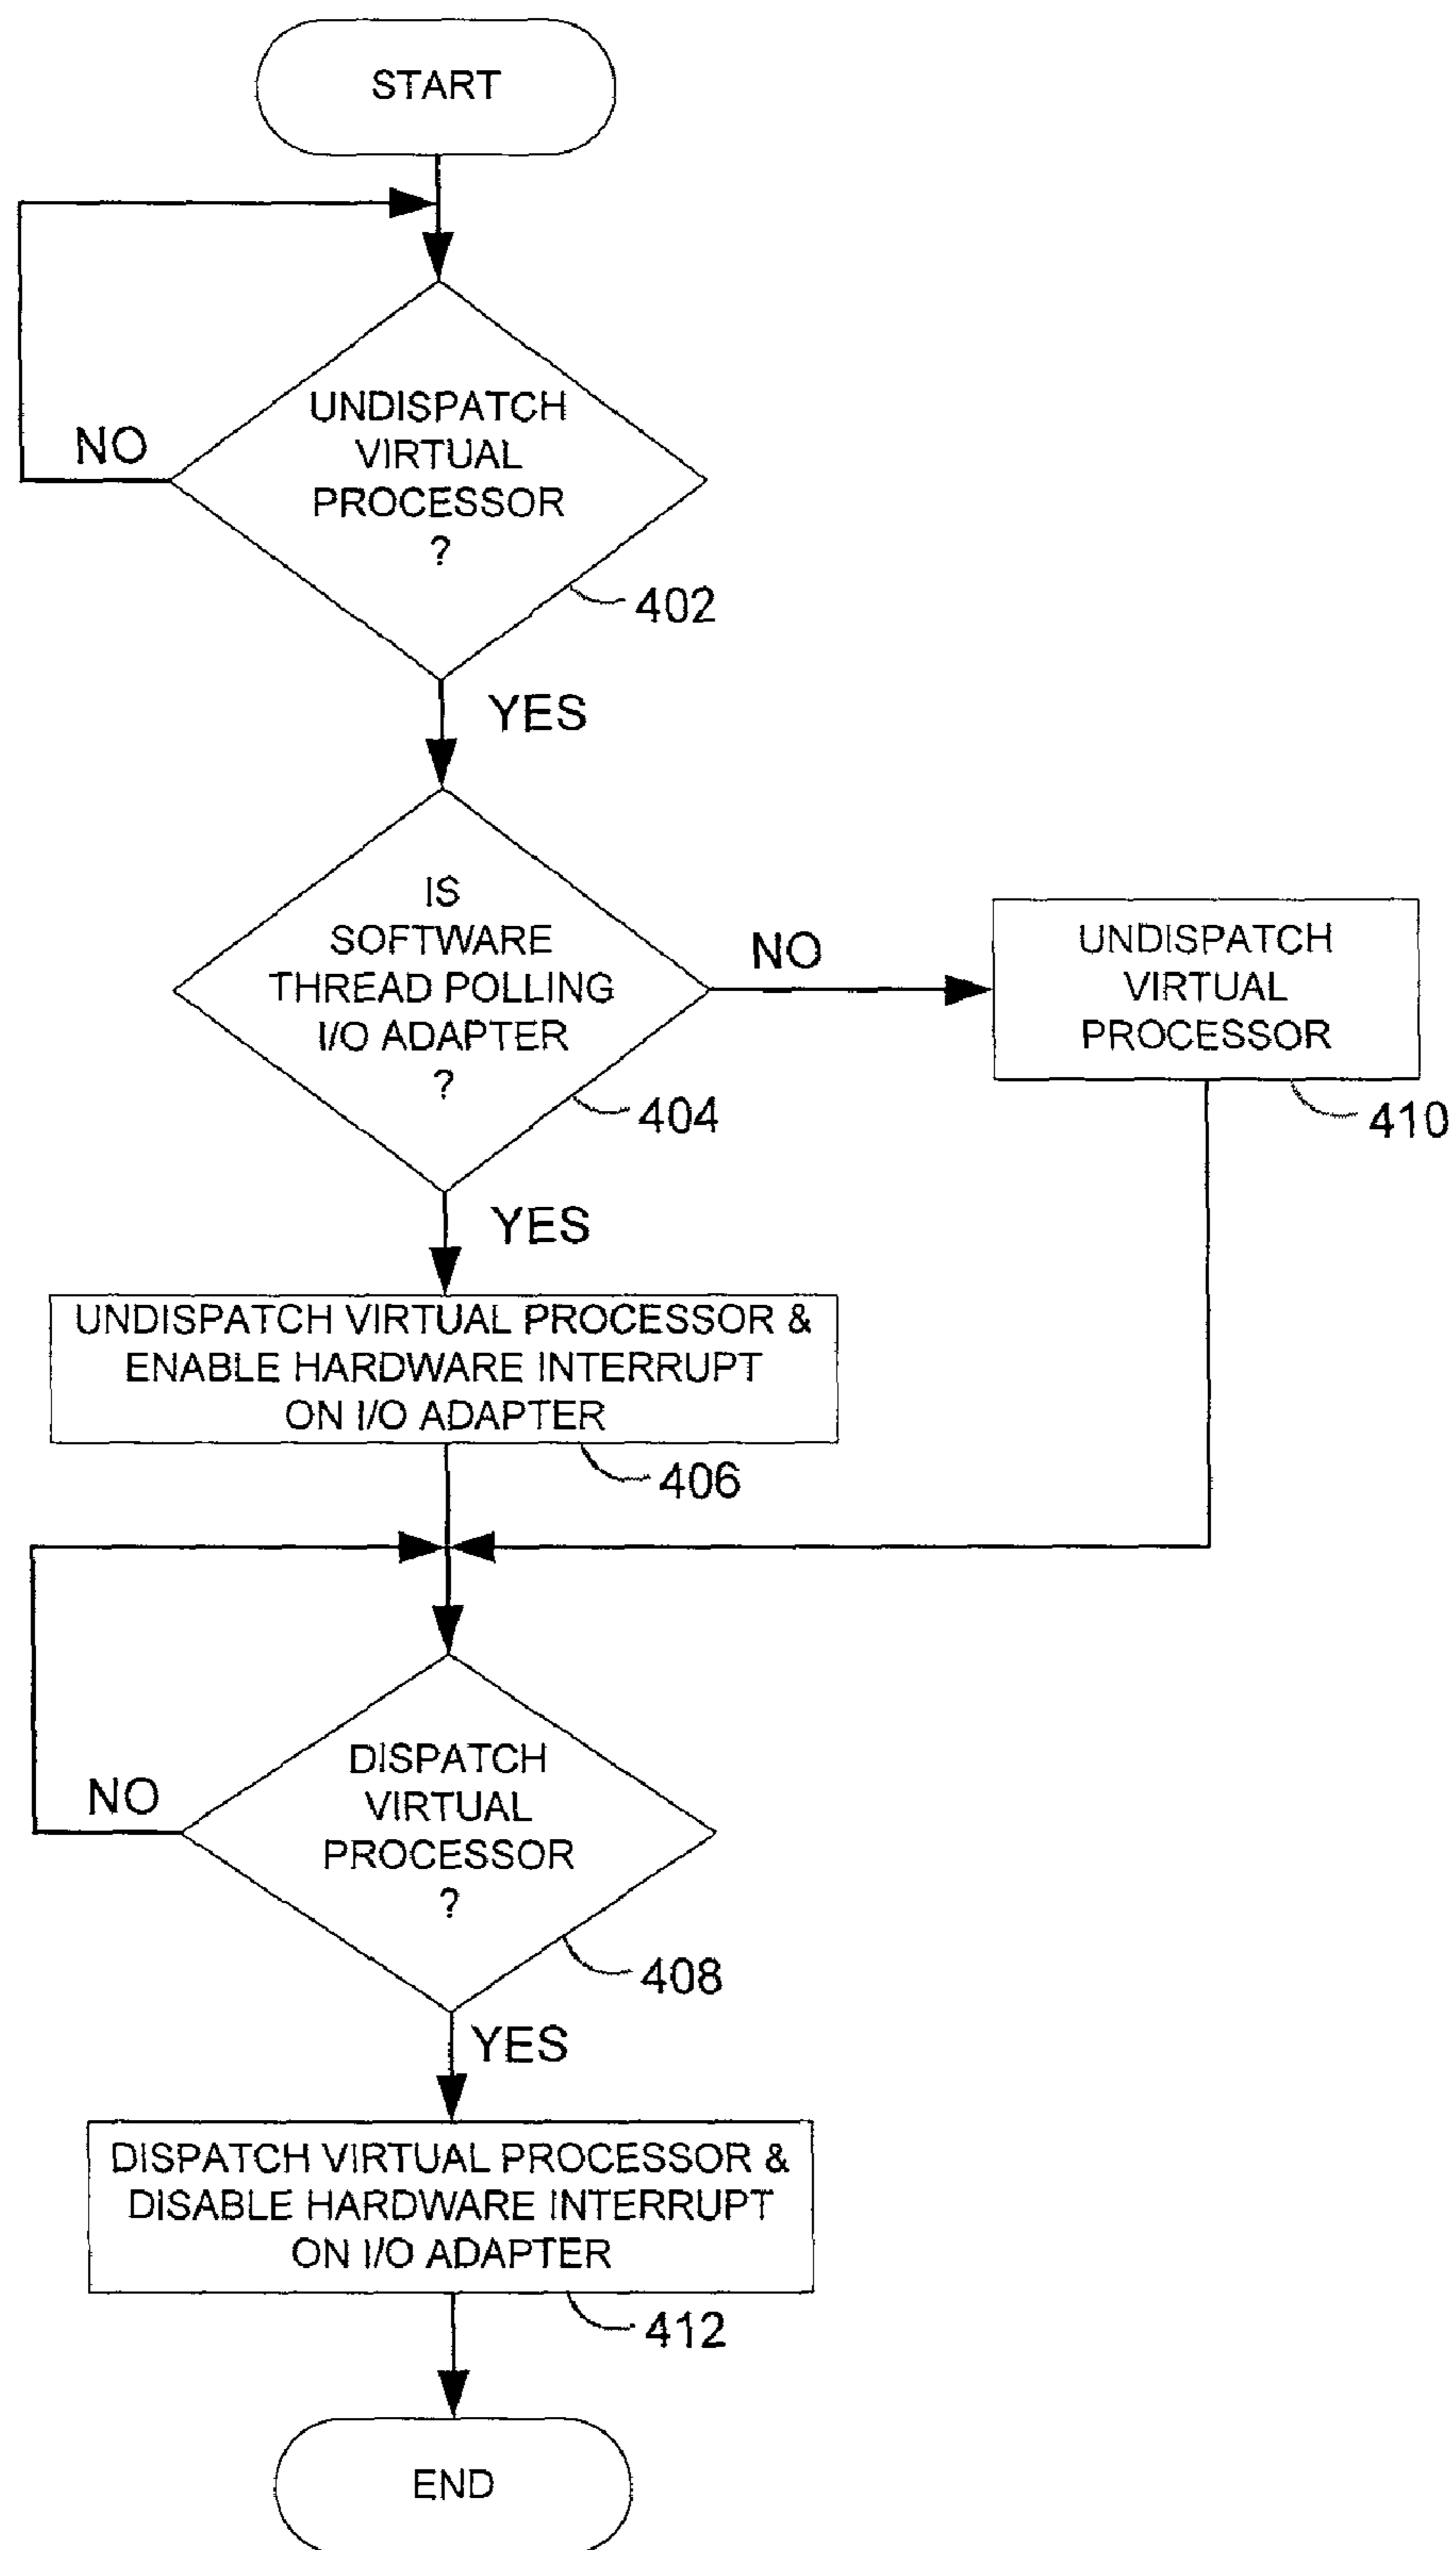 START
UNDISPATCH
VIRTUAL
PROCESSOR
?
NO
402
YES
IS
SOFTWARE
THREAD POLLING
I/O ADAPTER
?
404
NO
UNDISPATCH
VIRTUAL
PROCESSOR
410
YES
UNDISPATCH VIRTUAL PROCESSOR &
ENABLE HARDWARE INTERRUPT
ON I/O ADAPTER
406
DISPATCH
VIRTUAL
PROCESSOR
?
NO
408
YES
DISPATCH VIRTUAL PROCESSOR &
DISABLE HARDWARE INTERRUPT
ON I/O ADAPTER
412
END